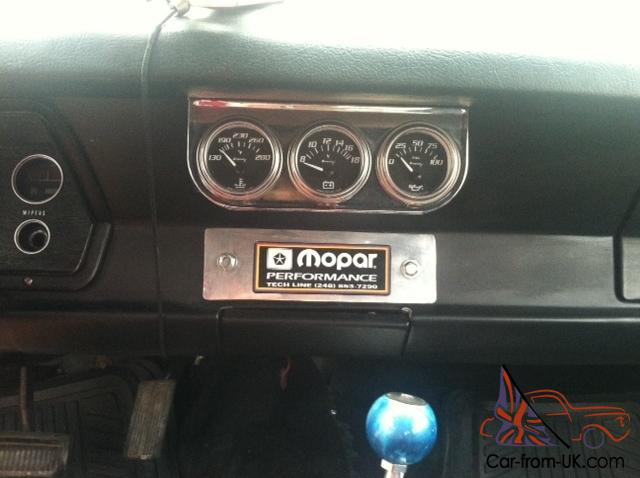 130 190 230 250 280
8 10 12 14 16 18
V
0 25 50 75 100
WIPERS
Mopar
PERFORMANCE
TECH LINE (248) 853-7290
Car-from-UK.com